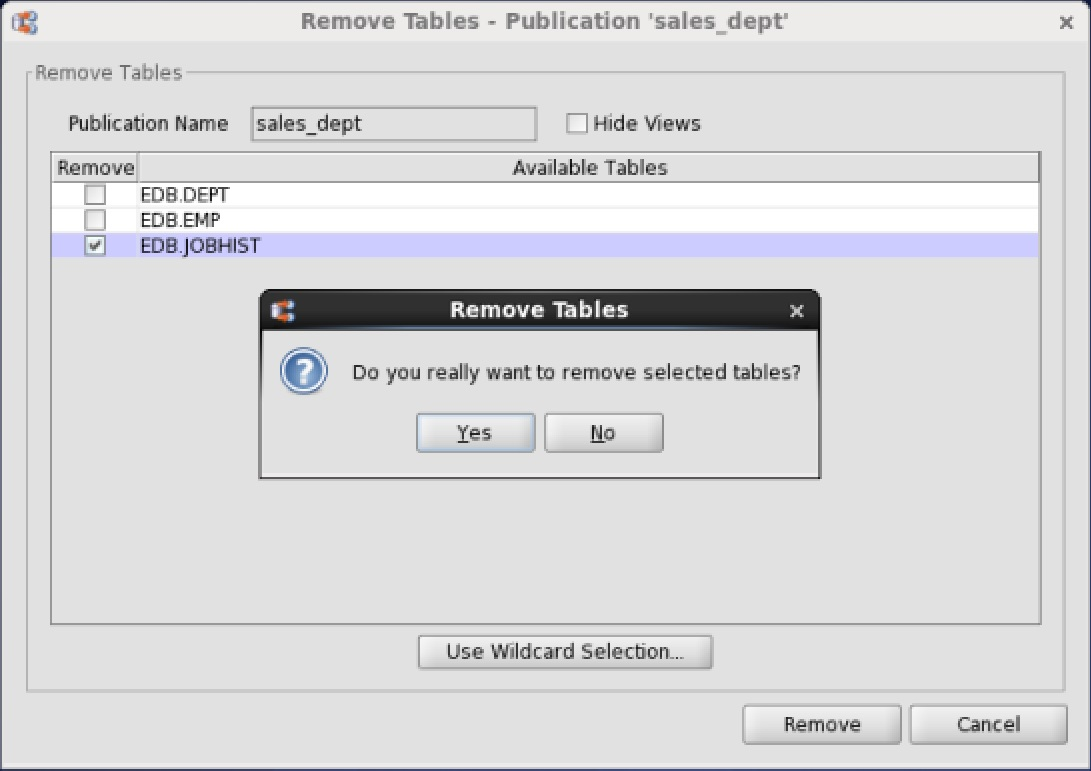 Remove Tables - Publication 'sales_dept'
Remove Tables
Publication Name sales_dept Hide Views
Remove Available Tables
EDB.DEPT
EDB.EMP
EDB.JOBHIST
Remove Tables
Do you really want to remove selected tables?
Yes No
Use Wildcard Selection...
Remove Cancel